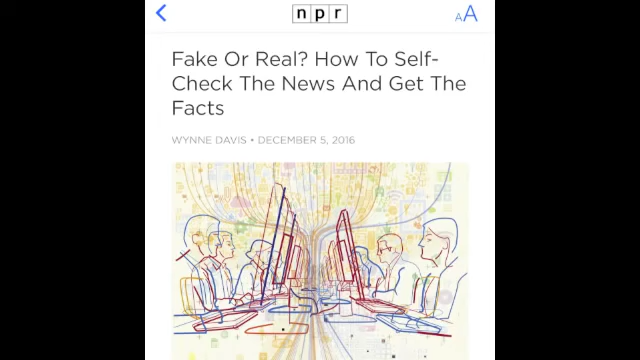 npr
AA
Fake Or Real? How To Self-
Check The News And Get The
Facts
WYNNE DAVIS • DECEMBER 5, 2016